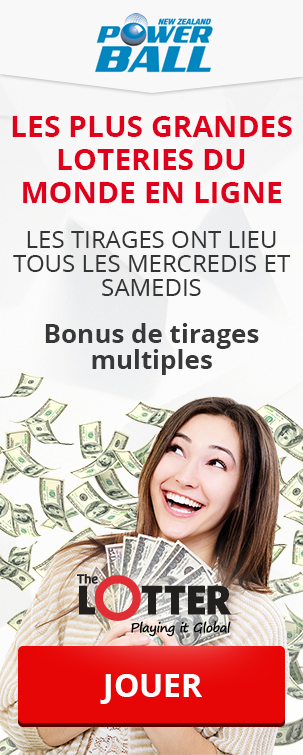 NEW ZEALAND
POWER
BALL
LES PLUS GRANDES
LOTERIES DU
MONDE EN LIGNE
LES TIRAGES ONT LIEU
TOUS LES MERCREDIS ET
SAMEDIS
Bonus de tirages
multiples
The
LOTTER
Playing it Global
JOUER